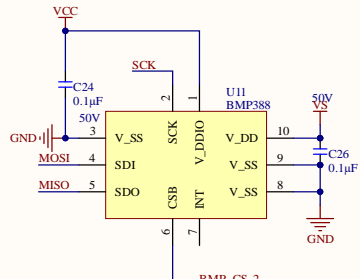 VCC
SCK
U11
BMP388
C24
0.1µF
50V
2
1
SCK
V_DDIO
50V
VS
GND
3
V_SS
V_DD
10
MOSI
4
SDI
V_SS
9
C26
0.1µF
MISO
5
SDO
V_SS
8
CSB
INT
6
7
GND
BMP_CS_2